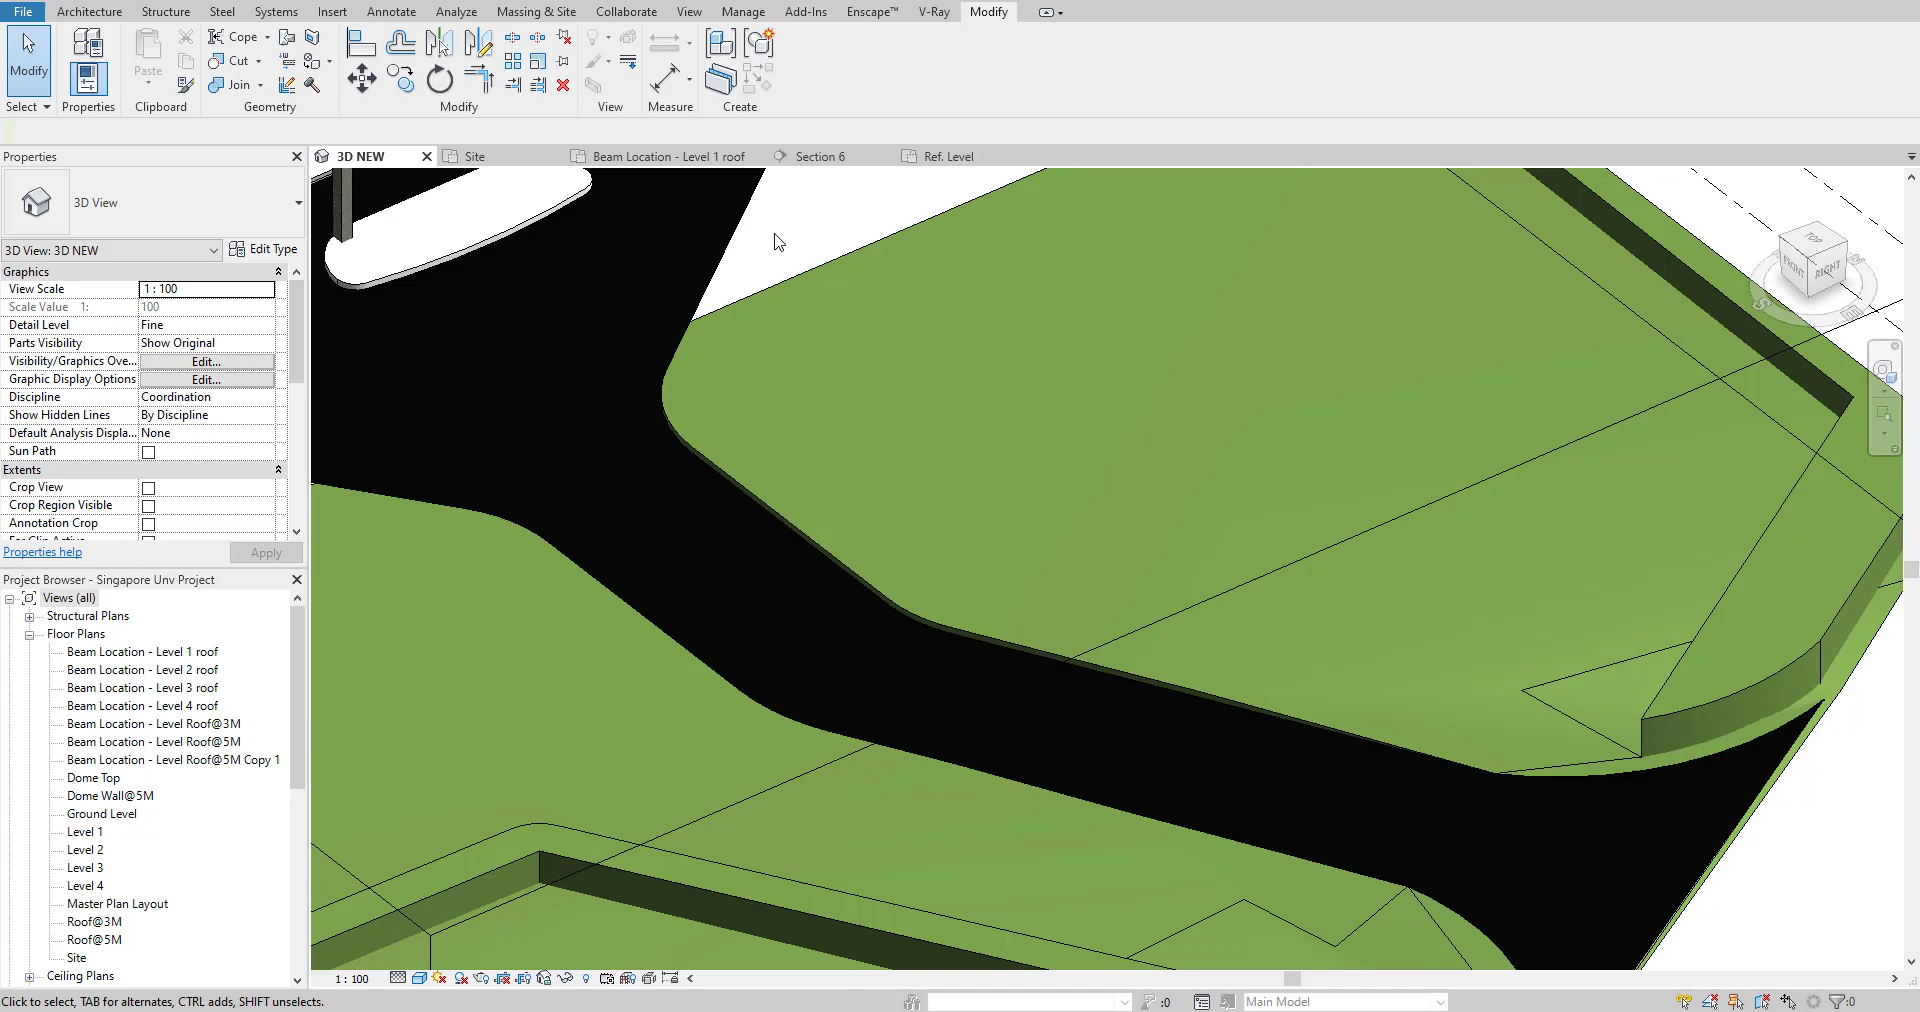 File Architecture Structure Steel Systems Insert Annotate Analyze Massing & Site Collaborate View Manage Add-Ins Enscape™ V-Ray Modify
Modify
Paste
Cope
Cut
Join
Select Properties Clipboard Geometry Modify View Measure Create
Properties
3D NEW Site Beam Location - Level 1 roof Section 6 Ref. Level
3D View
3D View: 3D NEW Edit Type
Graphics
View Scale 1 : 100
Scale Value 1: 100
Detail Level Fine
Parts Visibility Show Original
Visibility/Graphics Ove... Edit...
Graphic Display Options Edit...
Discipline Coordination
Show Hidden Lines By Discipline
Default Analysis Displa... None
Sun Path
Extents
Crop View
Crop Region Visible
Annotation Crop
Properties help Apply
Project Browser - Singapore Unv Project
Views (all)
Structural Plans
Floor Plans
Beam Location - Level 1 roof
Beam Location - Level 2 roof
Beam Location - Level 3 roof
Beam Location - Level 4 roof
Beam Location - Level Roof@3M
Beam Location - Level Roof@5M
Beam Location - Level Roof@5M Copy 1
Dome Top
Dome Wall@5M
Ground Level
Level 1
Level 2
Level 3
Level 4
Master Plan Layout
Roof@3M
Roof@5M
Site
Ceiling Plans
TOP
FRONT
RIGHT
S
1 : 100
Click to select, TAB for alternates, CTRL adds, SHIFT unselects.
:0
Main Model
:0